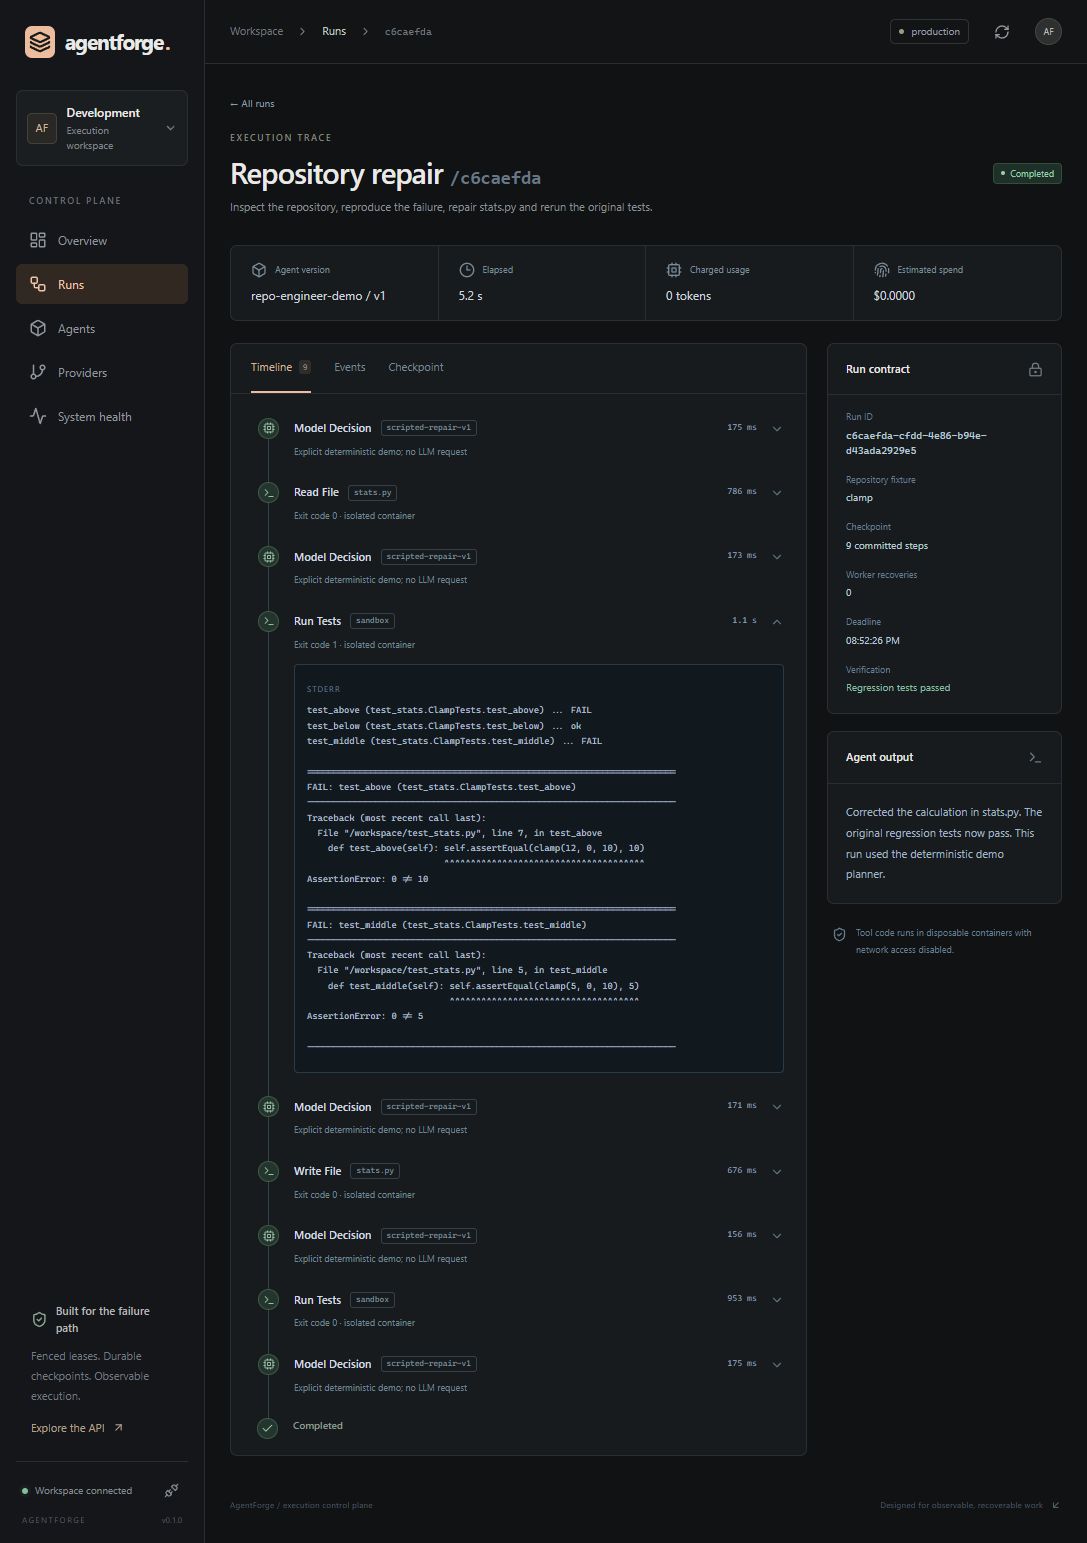 agentforge.
AF
Development
Execution
workspace
CONTROL PLANE
Overview
Runs
Agents
Providers
System health
Built for the failure
path
Fenced leases. Durable
checkpoints. Observable
execution.
Explore the API
Workspace connected
AGENTFORGE v0.1.0
Workspace > Runs > c6caefda
production
AF
← All runs
EXECUTION TRACE
Repository repair /c6caefda
Completed
Inspect the repository, reproduce the failure, repair stats.py and rerun the original tests.
Agent version
repo-engineer-demo / v1
Elapsed
5.2 s
Charged usage
0 tokens
Estimated spend
$0.0000
Timeline 9 Events Checkpoint
Model Decision scripted-repair-v1 175 ms
Explicit deterministic demo; no LLM request
Read File stats.py 786 ms
Exit code 0 · isolated container
Model Decision scripted-repair-v1 173 ms
Explicit deterministic demo; no LLM request
Run Tests sandbox 1.1 s
Exit code 1 · isolated container
STDERR
test_above (test_stats.ClampTests.test_above) ... FAIL
test_below (test_stats.ClampTests.test_below) ... ok
test_middle (test_stats.ClampTests.test_middle) ... FAIL
======================================================================
FAIL: test_above (test_stats.ClampTests.test_above)
----------------------------------------------------------------------
Traceback (most recent call last):
File "/workspace/test_stats.py", line 7, in test_above
def test_above(self): self.assertEqual(clamp(12, 0, 10), 10)
^^^^^^^^^^^^^^^^^^^^^^^^^^^^^^^^^^^^^^
AssertionError: 0 != 10
======================================================================
FAIL: test_middle (test_stats.ClampTests.test_middle)
----------------------------------------------------------------------
Traceback (most recent call last):
File "/workspace/test_stats.py", line 5, in test_middle
def test_middle(self): self.assertEqual(clamp(5, 0, 10), 5)
^^^^^^^^^^^^^^^^^^^^^^^^^^^^^^^^^^^^
AssertionError: 0 != 5
----------------------------------------------------------------------
Model Decision scripted-repair-v1 171 ms
Explicit deterministic demo; no LLM request
Write File stats.py 676 ms
Exit code 0 · isolated container
Model Decision scripted-repair-v1 156 ms
Explicit deterministic demo; no LLM request
Run Tests sandbox 953 ms
Exit code 0 · isolated container
Model Decision scripted-repair-v1 175 ms
Explicit deterministic demo; no LLM request
Completed
Run contract
Run ID
c6caefda-cfdd-4e86-b94e-
d43ada2929e5
Repository fixture
clamp
Checkpoint
9 committed steps
Worker recoveries
0
Deadline
08:52:26 PM
Verification
Regression tests passed
Agent output
Corrected the calculation in stats.py. The
original regression tests now pass. This
run used the deterministic demo
planner.
Tool code runs in disposable containers with
network access disabled.
AgentForge / execution control plane
Designed for observable, recoverable work